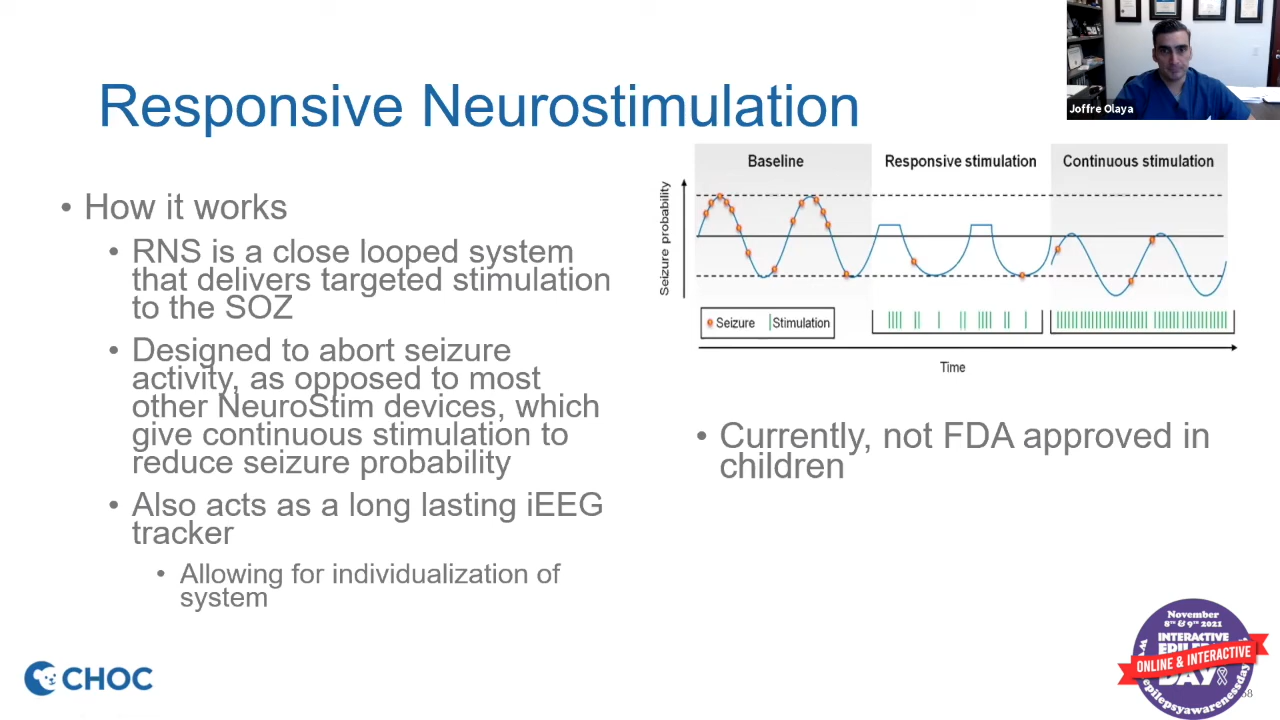 Joffre Olaya
Responsive Neurostimulation
• How it works
• RNS is a close looped system
that delivers targeted stimulation
to the SOZ
• Designed to abort seizure
activity, as opposed to most
other NeuroStim devices, which
give continuous stimulation to
reduce seizure probability
• Also acts as a long lasting iEEG
tracker
• Allowing for individualization of
system
Baseline
Responsive stimulation
Continuous stimulation
Seizure probability
Seizure
Stimulation
Time
• Currently, not FDA approved in
children
CHOC
November
8th & 9th 2021
INTERACTIVE
ONLINE & INTERACTIVE
DAY
epilepsyawarenessday